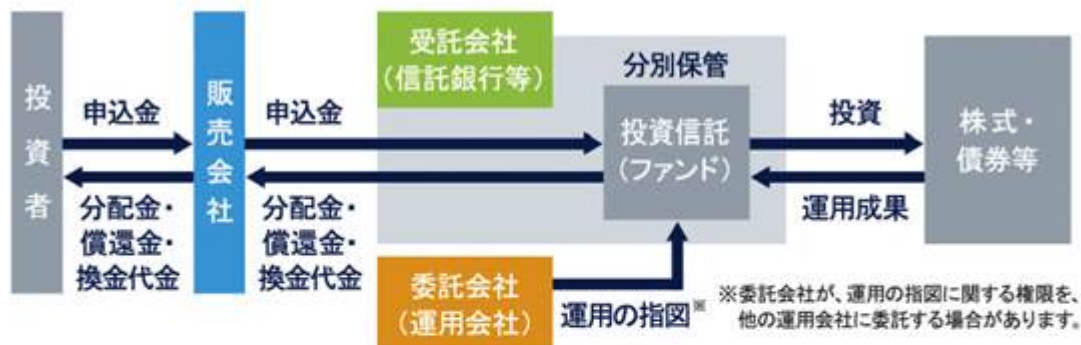 投資者
申込金
分配金・
償還金・
換金代金
販売会社
申込金
分配金・
償還金・
換金代金
受託会社
（信託銀行等）
分別保管
投資信託
（ファンド）
委託会社
（運用会社）
運用の指図※
投資
運用成果
株式・
債券等
※委託会社が、運用の指図に関する権限を、
他の運用会社に委託する場合があります。